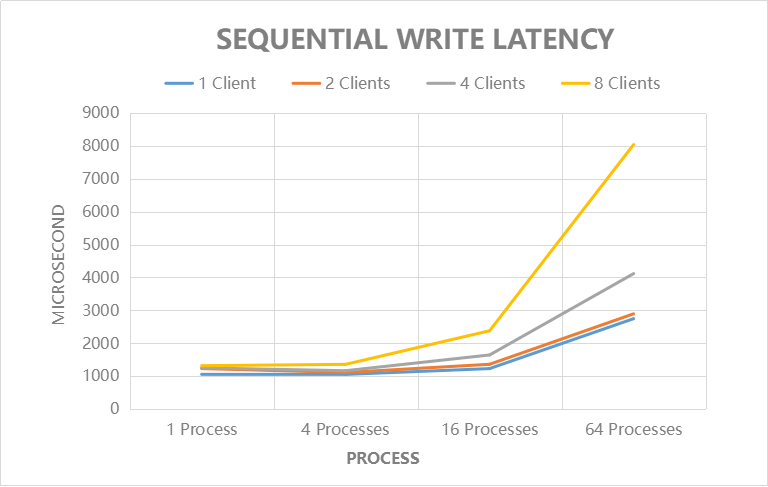 SEQUENTIAL WRITE LATENCY
1 Client 2 Clients 4 Clients 8 Clients
9000
8000
7000
6000
5000
4000
3000
2000
1000
0
MICROSECOND
1 Process 4 Processes 16 Processes 64 Processes
PROCESS